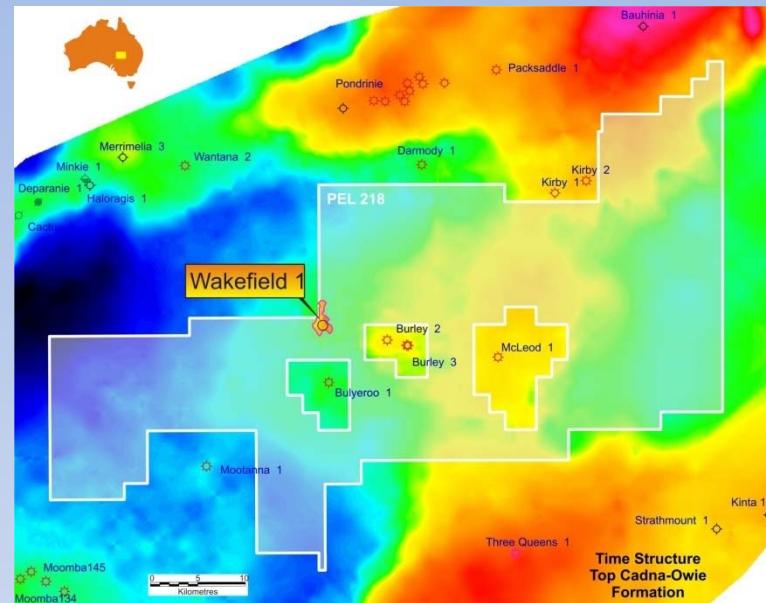 Bauhinia 1
Packsaddle 1
Pondrinie
Merrimelia 3
Wantana 2
Darmody 1
Minkie 1
Kirby 2
Deparanie 1
Haloragis 1
Kirby 1
PEL 218
Wakefield 1
Burley 2
Burley 3
McLeod 1
Bulyeroo 1
Mootanna 1
Kinta 1
Strathmount 1
Three Queens 1
Moomba145
Moomba134
0 5 10
Kilometres
Time Structure
Top Cadna-Owie
Formation